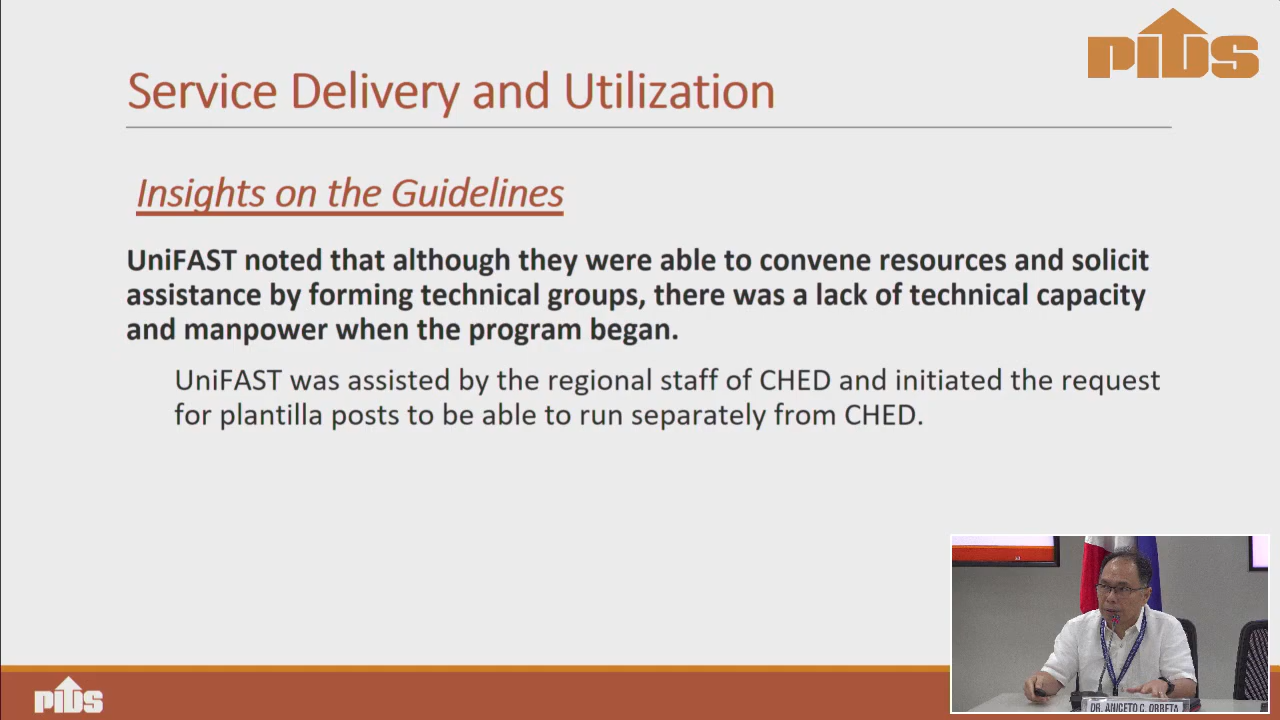 PIDS
Service Delivery and Utilization
Insights on the Guidelines
UniFAST noted that although they were able to convene resources and solicit
assistance by forming technical groups, there was a lack of technical capacity
and manpower when the program began.
UniFAST was assisted by the regional staff of CHED and initiated the request
for plantilla posts to be able to run separately from CHED.
DR. ANICETO C. ORBETA
PIDS